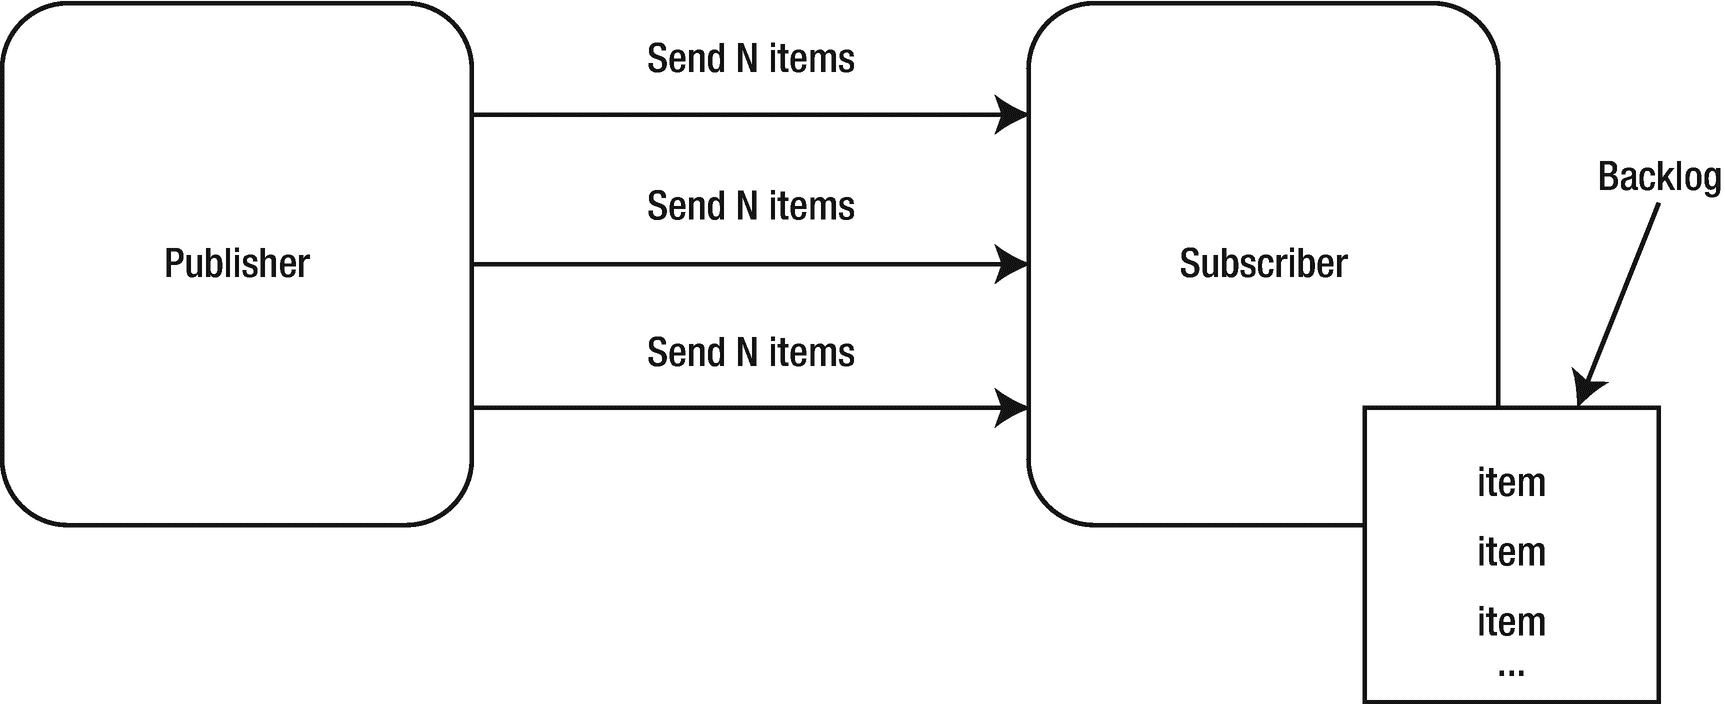 Send N items
Backlog
Send N items
Publisher
Subscriber
Send N items
item
item
item
...